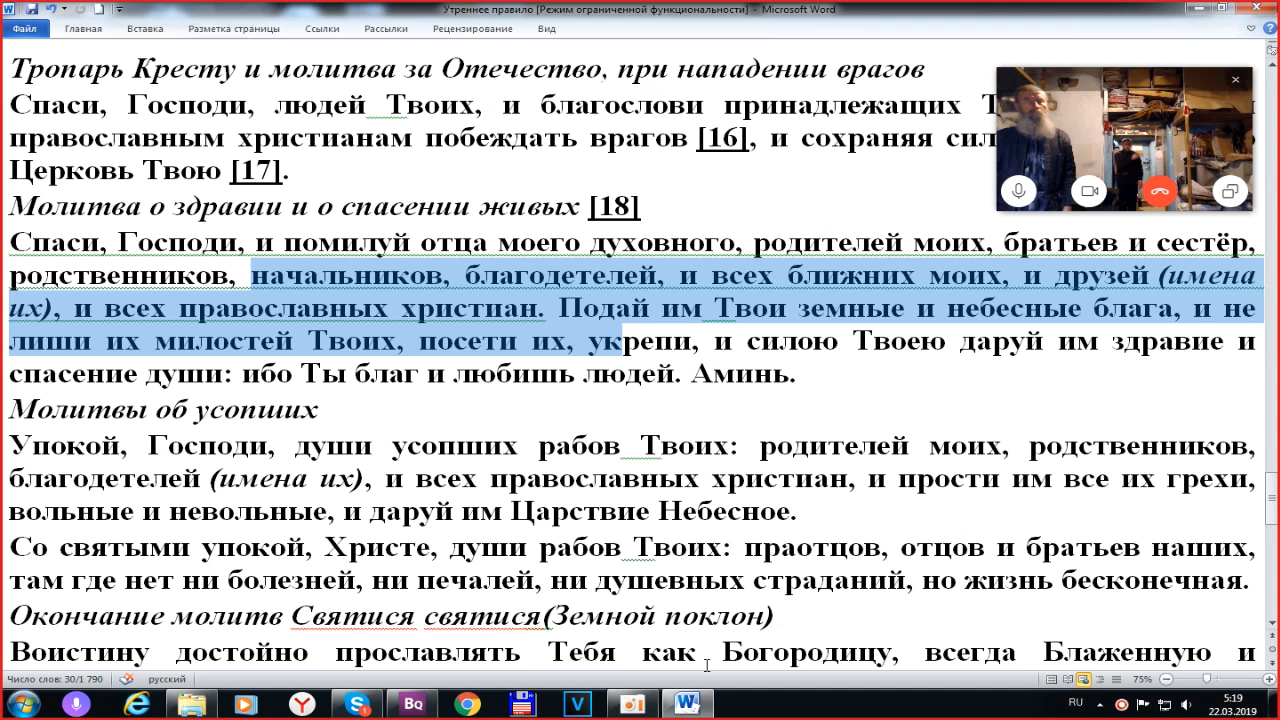 Утреннее правило [Режим ограниченной функциональности] - Microsoft Word
Файл Главная Вставка Разметка страницы Ссылки Рассылки Рецензирование Вид
Тропарь Кресту и молитва за Отечество, при нападении врагов
Спаси, Господи, людей Твоих, и благослови принадлежащих Т
православным христианам побеждать врагов [16], и сохраняя сил
Церковь Твою [17].
Молитва о здравии и о спасении живых [18]
Спаси, Господи, и помилуй отца моего духовного, родителей моих, братьев и сестёр,
родственников, начальников, благодетелей, и всех ближних моих, и друзей (имена
их), и всех православных христиан. Подай им Твои земные и небесные блага, и не
лиши их милостей Твоих, посети их, укрепи, и силою Твоею даруй им здравие и
спасение души: ибо Ты благ и любишь людей. Аминь.
Молитвы об усопших
Упокой, Господи, души усопших рабов Твоих: родителей моих, родственников,
благодетелей (имена их), и всех православных христиан, и прости им все их грехи,
вольные и невольные, и даруй им Царствие Небесное.
Со святыми упокой, Христе, души рабов Твоих: праотцов, отцов и братьев наших,
там где нет ни болезней, ни печалей, ни душевных страданий, но жизнь бесконечная.
Окончание молитв Святися святися(Земной поклон)
Воистину достойно прославлять Тебя как Богородицу, всегда Блаженную и
Число слов: 30/1 790 русский 75%
RU 5:19
22.03.2019